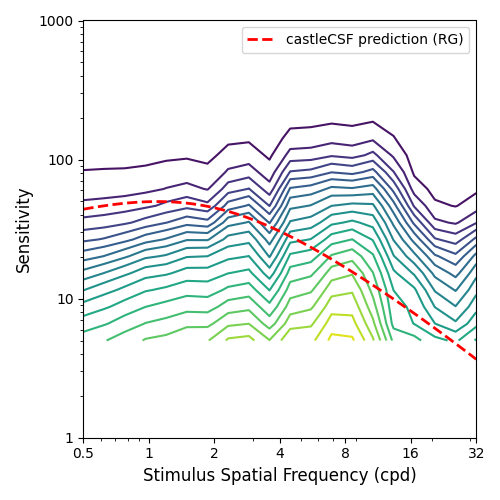 1000
castleCSF prediction (RG)
100
Sensitivity
10
1
0.5 1 2 4 8 16 32
Stimulus Spatial Frequency (cpd)